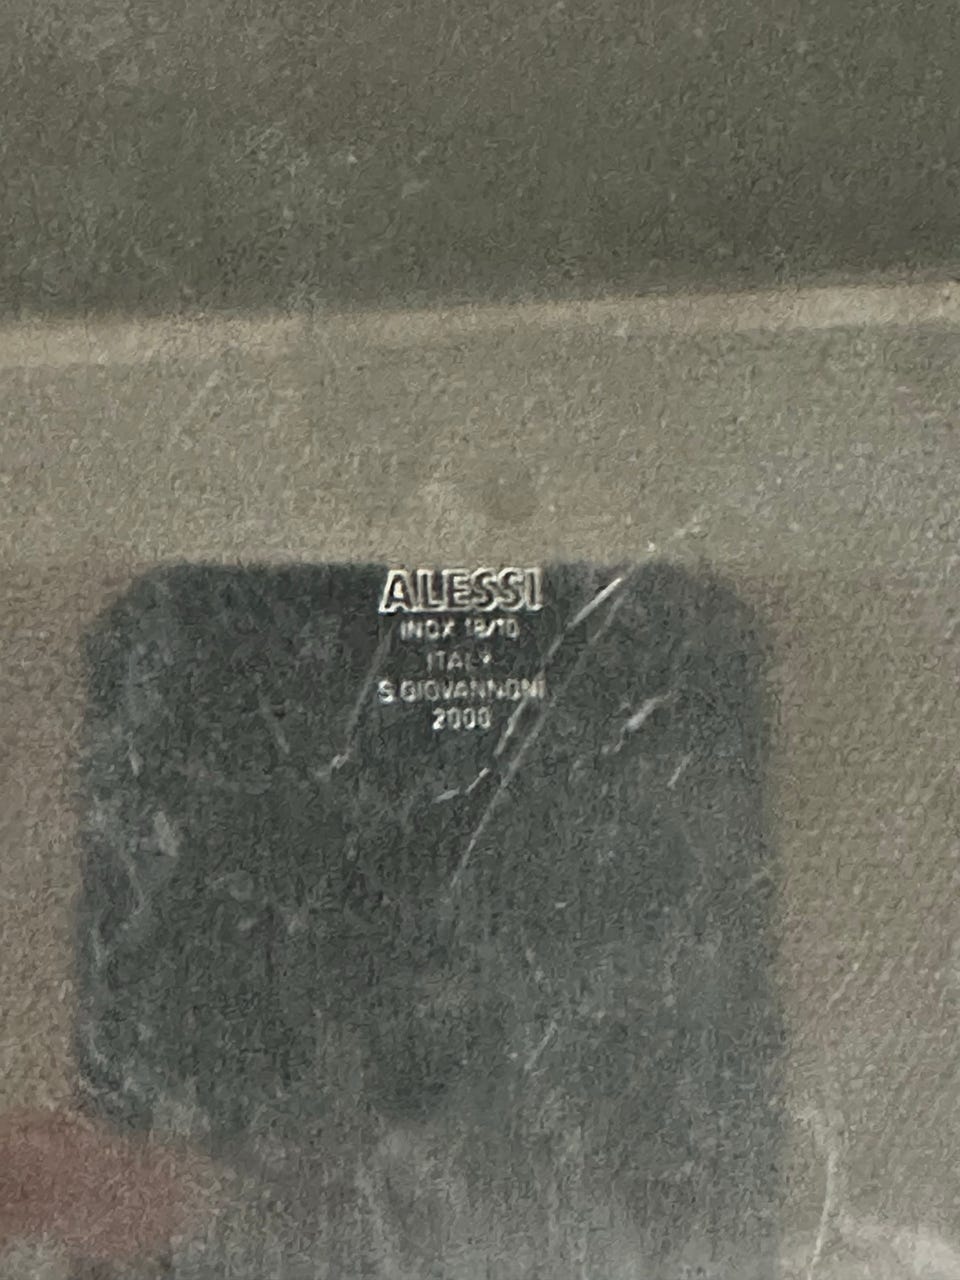 ALESSI
INOX 18/10
ITALY
S.GIOVANNONI
2000